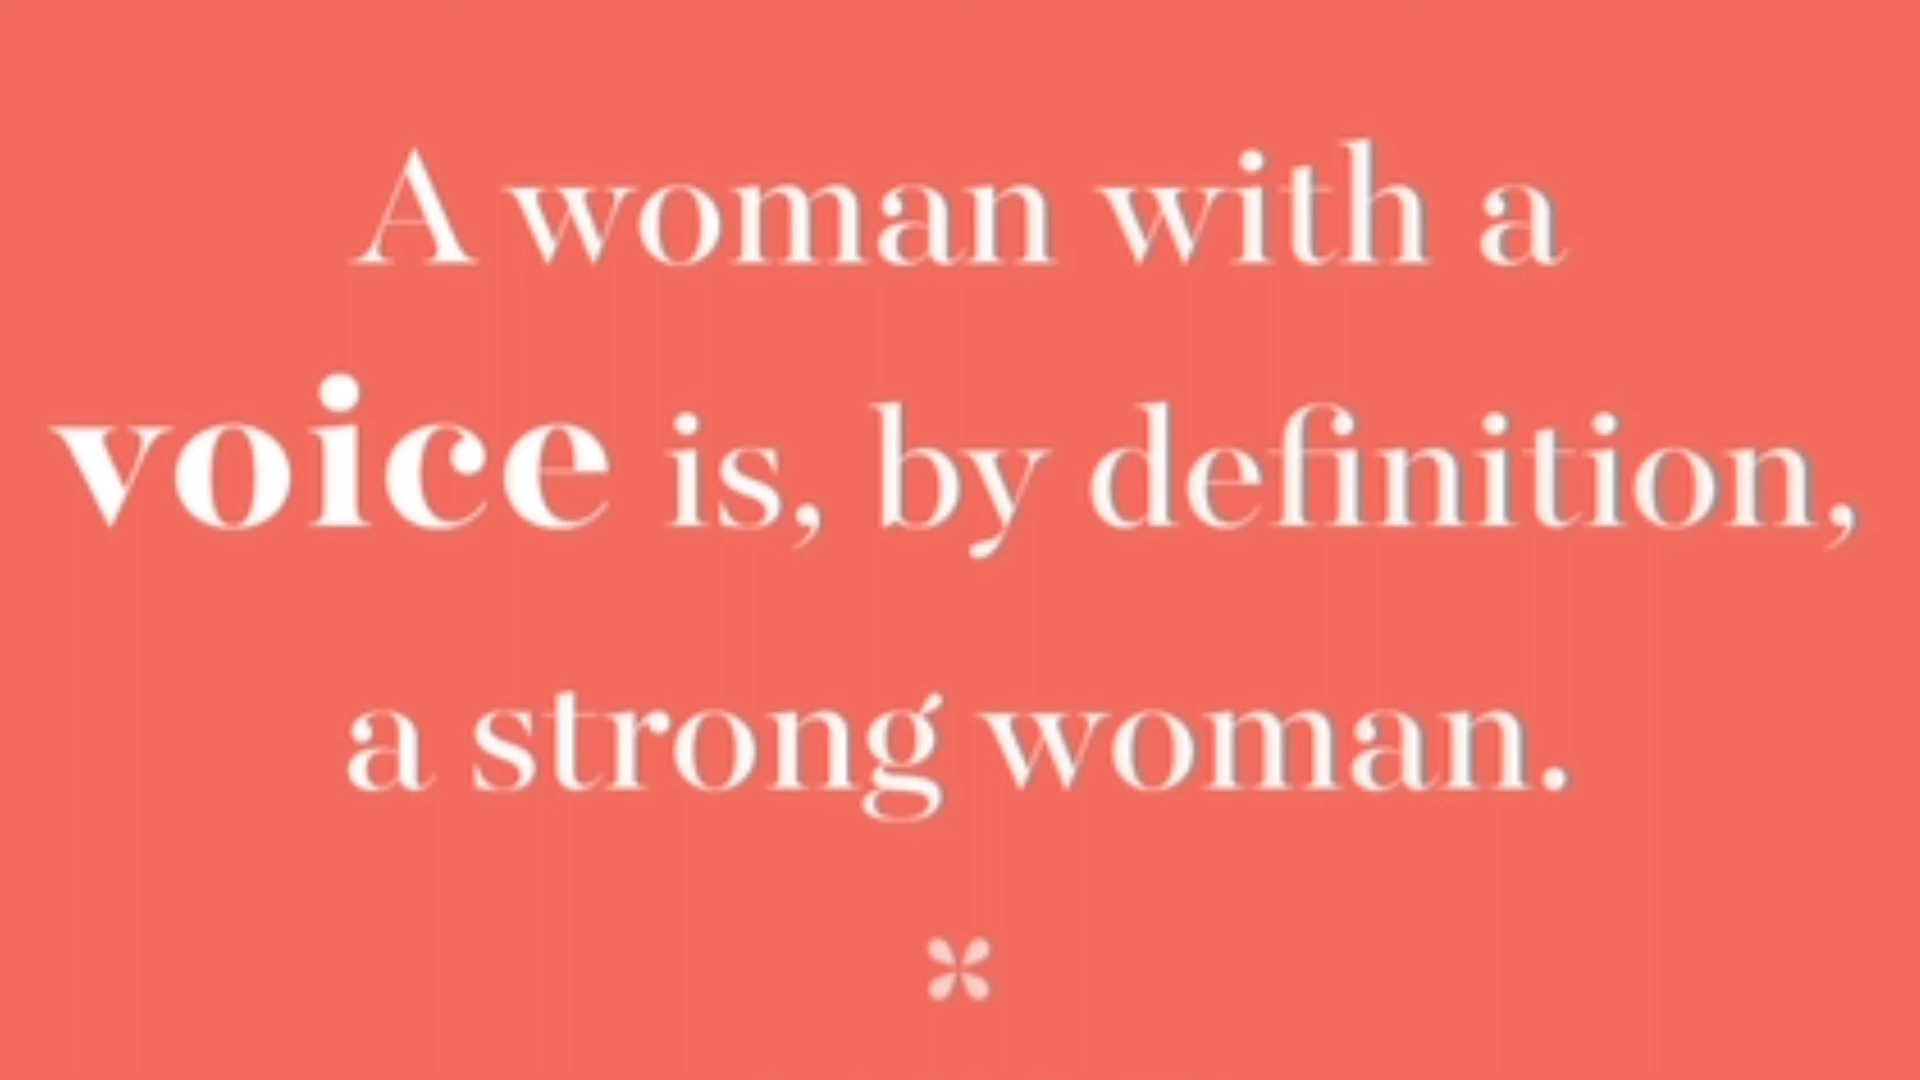 A woman with a
voice is, by definition,
a strong woman.